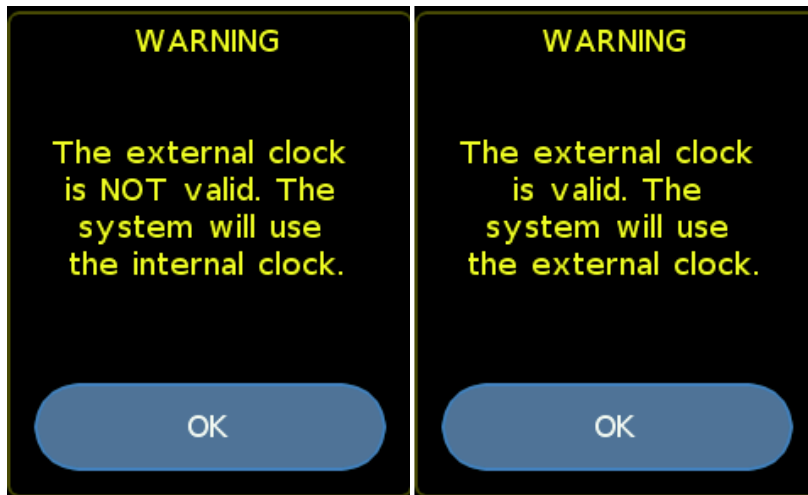 WARNING
The external clock
is NOT valid. The
system will use
the internal clock.
OK
WARNING
The external clock
is valid. The
system will use
the external clock.
OK